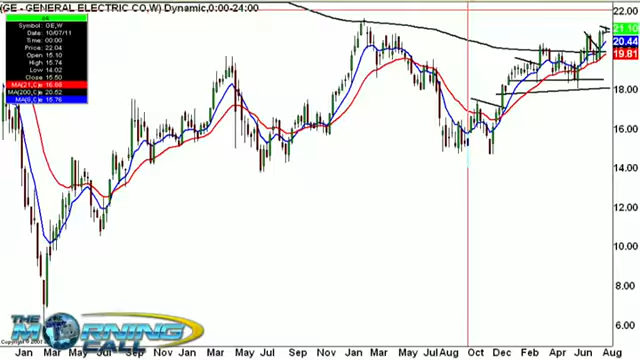 (GE - GENERAL ELECTRIC CO,W) Dynamic,0:00-24:00
Symbol: GE,W
Date: 10/07/11
Time: 00:00
Price: 22.04
Open 15.10
High 15.74
Low 14.02
Close 15.50
MA(21,C)e 16.88
MA(200,C)e 20.62
MA(8,C)e 15.76
22.00
21.10
20.44
19.81
18.00
16.00
14.00
12.00
10.00
8.00
6.00
THE MORNING CALL
Jan Mar May Jul Sep Nov Jan Mar May Jul Sep Nov Jan Mar May Jul Aug Oct Dec Feb Apr Jun Aug